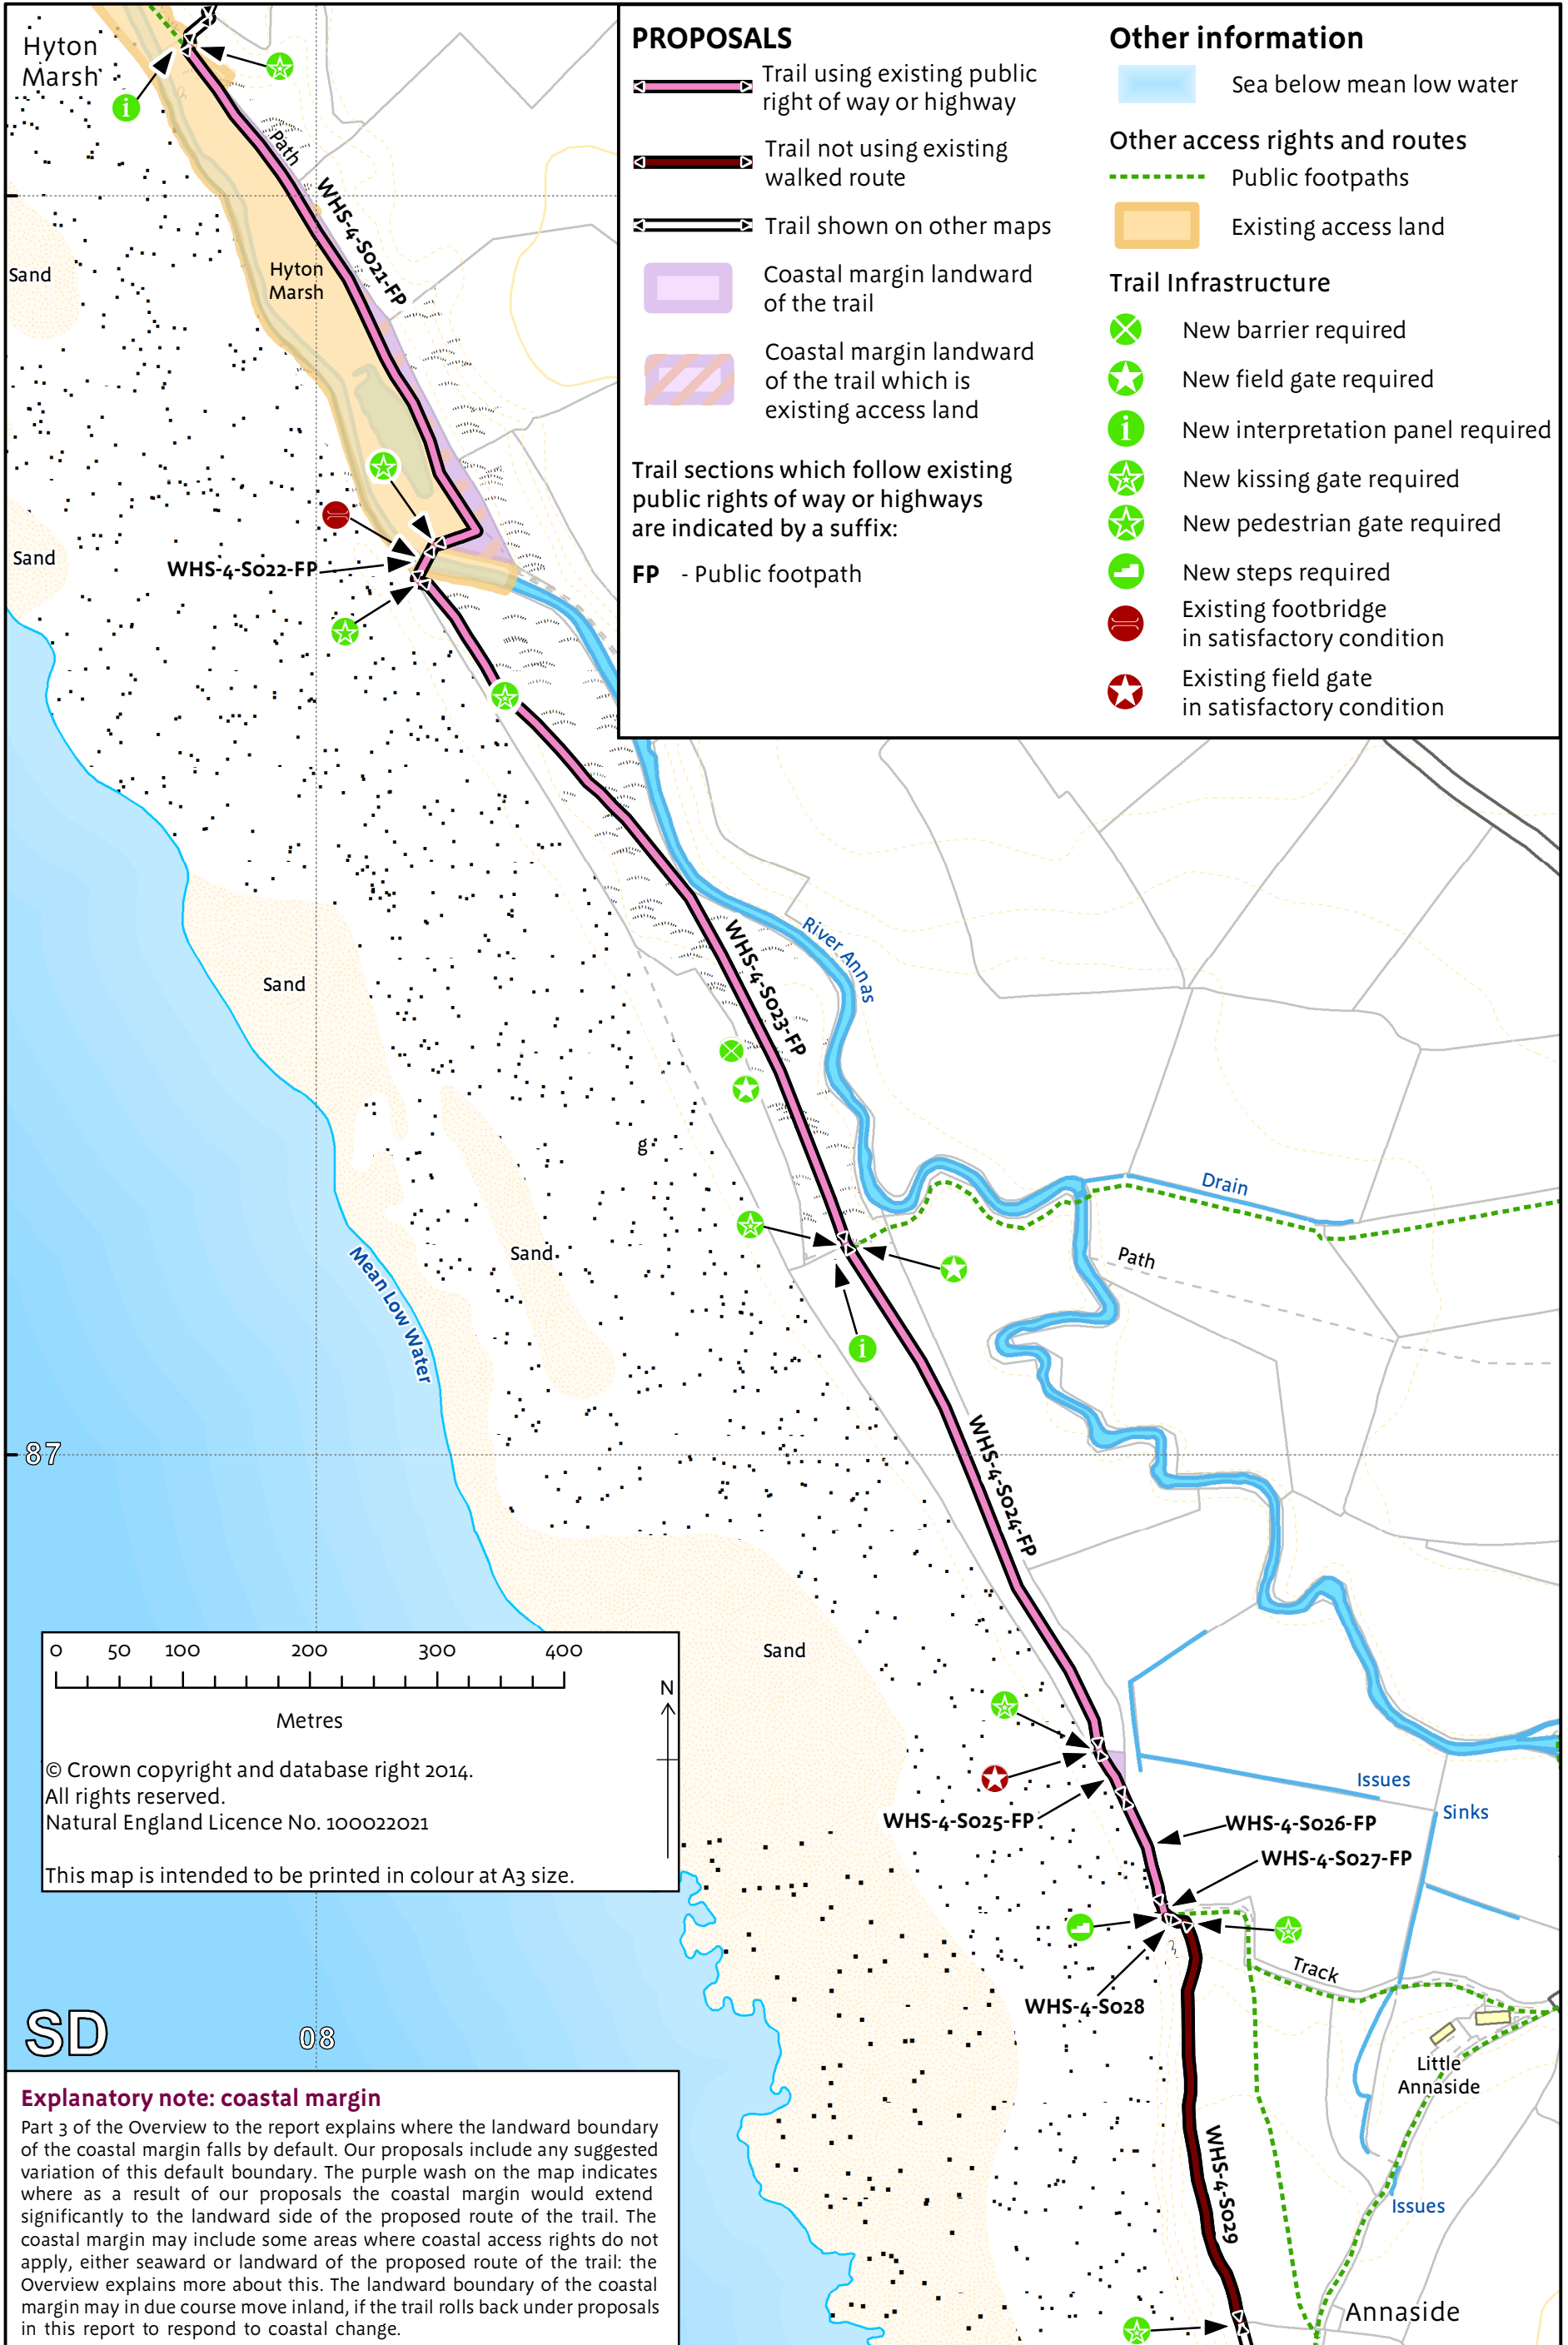 Hyton
Marsh
Path
WHS-4-S021-FP
Sand
Hyton
Marsh
Sand
WHS-4-S022-FP
PROPOSALS
Trail using existing public
right of way or highway
Trail not using existing
walked route
Trail shown on other maps
Coastal margin landward
of the trail
Coastal margin landward
of the trail which is
existing access land
Trail sections which follow existing
public rights of way or highways
are indicated by a suffix:
FP - Public footpath
Other information
Sea below mean low water
Other access rights and routes
Public footpaths
Existing access land
Trail Infrastructure
New barrier required
New field gate required
i New interpretation panel required
New kissing gate required
New pedestrian gate required
New steps required
Existing footbridge
in satisfactory condition
Existing field gate
in satisfactory condition
i
River Annas
WHS-4-S023-FP
Sand
g
Drain
Sand
Path
Mean Low Water
i
87
WHS-4-S024-FP
Sand
0 50 100 200 300 400
Metres
N
© Crown copyright and database right 2014.
All rights reserved.
Natural England Licence No. 100022021
This map is intended to be printed in colour at A3 size.
Issues
Sinks
WHS-4-S025-FP
WHS-4-S026-FP
WHS-4-S027-FP
Track
WHS-4-S028
SD
08
Little
Annaside
WHS-4-S029
Issues
Annaside
Explanatory note: coastal margin
Part 3 of the Overview to the report explains where the landward boundary
of the coastal margin falls by default. Our proposals include any suggested
variation of this default boundary. The purple wash on the map indicates
where as a result of our proposals the coastal margin would extend
significantly to the landward side of the proposed route of the trail. The
coastal margin may include some areas where coastal access rights do not
apply, either seaward or landward of the proposed route of the trail: the
Overview explains more about this. The landward boundary of the coastal
margin may in due course move inland, if the trail rolls back under proposals
in this report to respond to coastal change.